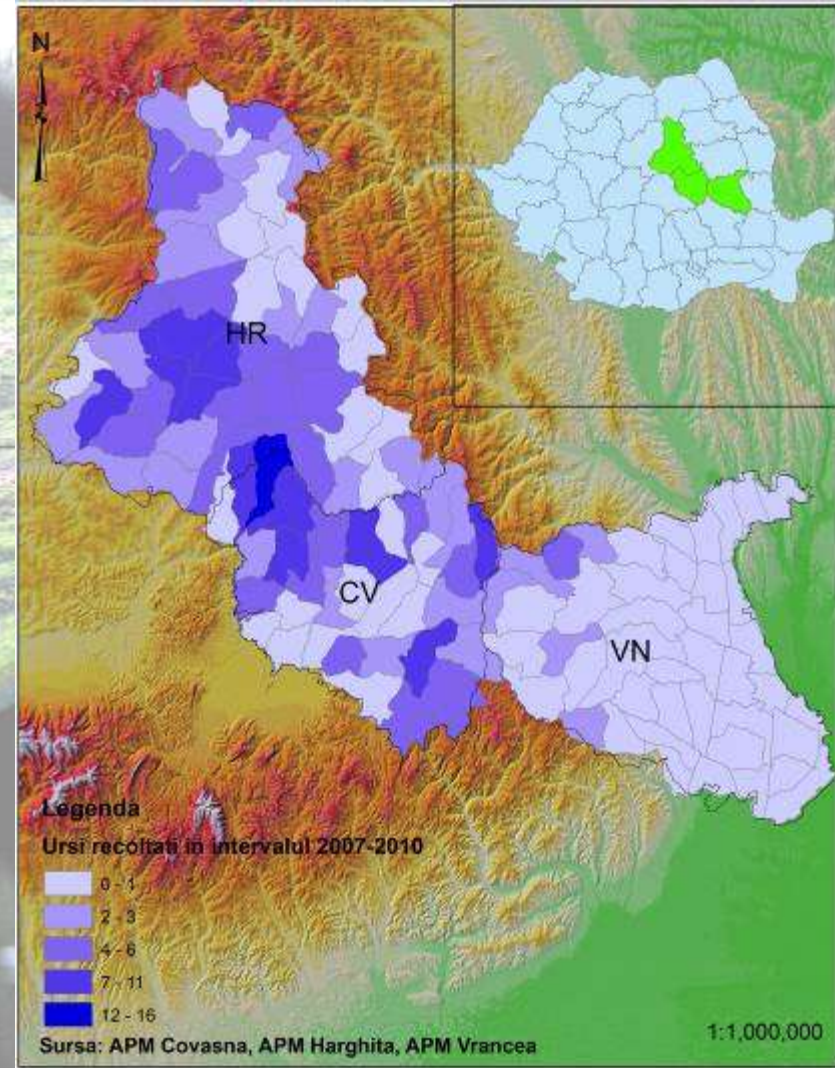 N
HR
CV
VN
Legenda
Ursi recoltati in intervalul 2007-2010
0 - 1
2 - 3
4 - 6
7 - 11
12 - 16
Sursa: APM Covasna, APM Harghita, APM Vrancea
1:1,000,000